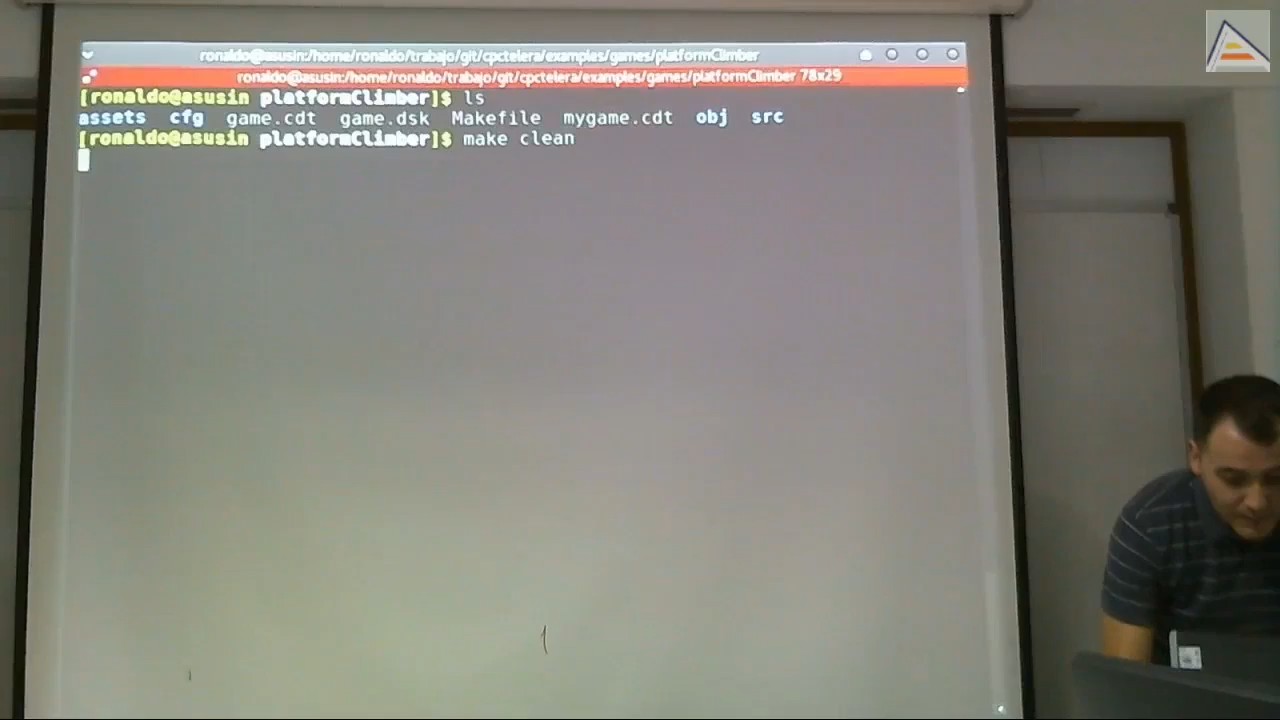 ronaldo@asusin:/home/ronaldo/trabajo/git/cpctelera/examples/games/platformClimber
ronaldo@asusin:/home/ronaldo/trabajo/git/cpctelera/examples/games/platformClimber 78x29
[ronaldo@asusin platformClimber]$ ls
assets cfg game.cdt game.dsk Makefile mygame.cdt obj src
[ronaldo@asusin platformClimber]$ make clean